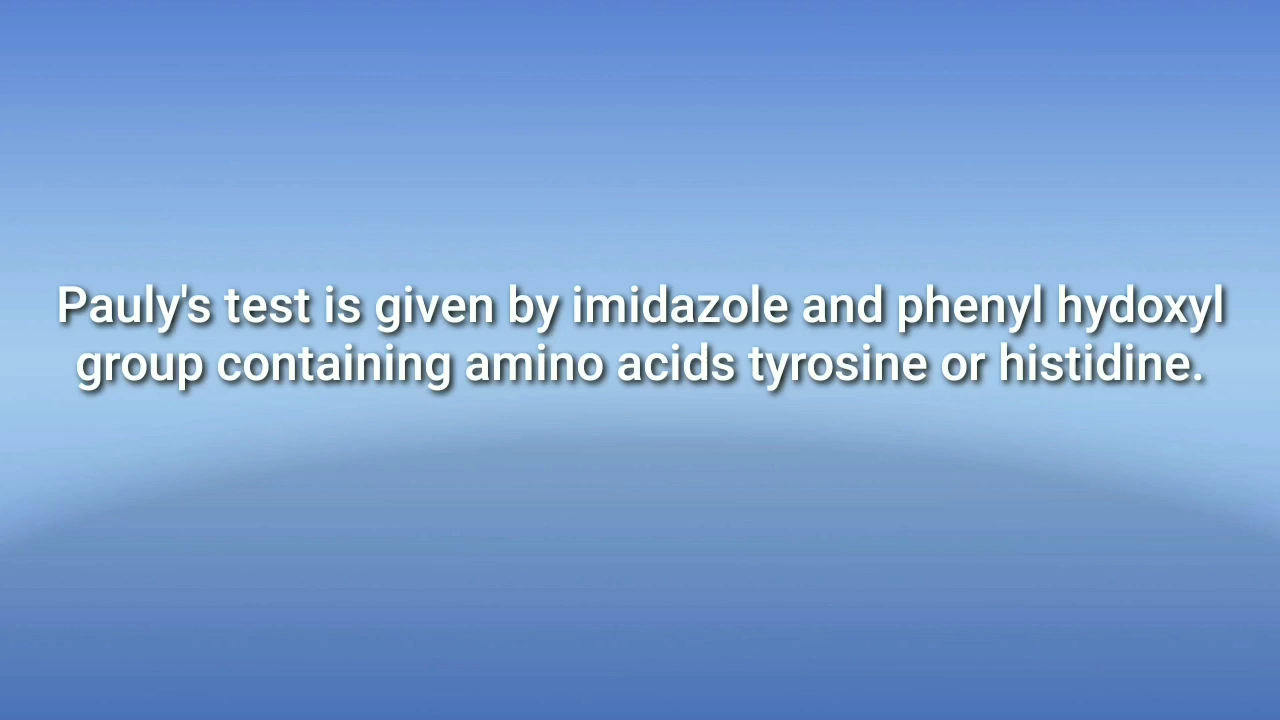 Pauly's test is given by imidazole and phenyl hydoxyl
group containing amino acids tyrosine or histidine.